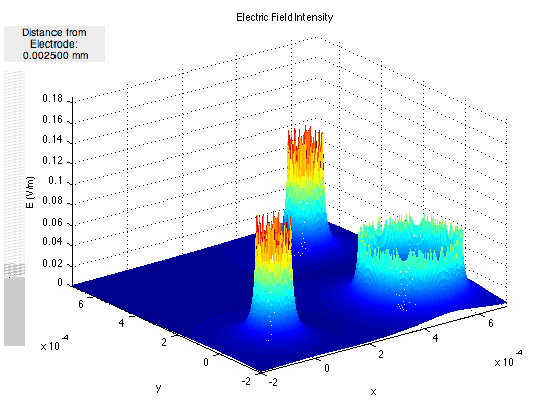 Electric Field Intensity
Distance from
Electrode:
0.002500 mm
0.18
0.16
0.14
0.12
0.1
0.08
0.06
0.04
0.02
0
E (V/m)
6
4
2
0
-2
x 10⁻⁴
y
-2
0
2
4
6
x 10⁻⁴
x